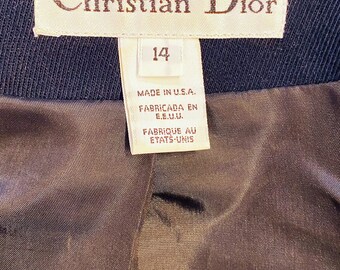 Christian Dior
14
MADE IN U.S.A.
FABRICADA EN
E.E.U.U.
FABRIQUE AU
ETATS-UNIS